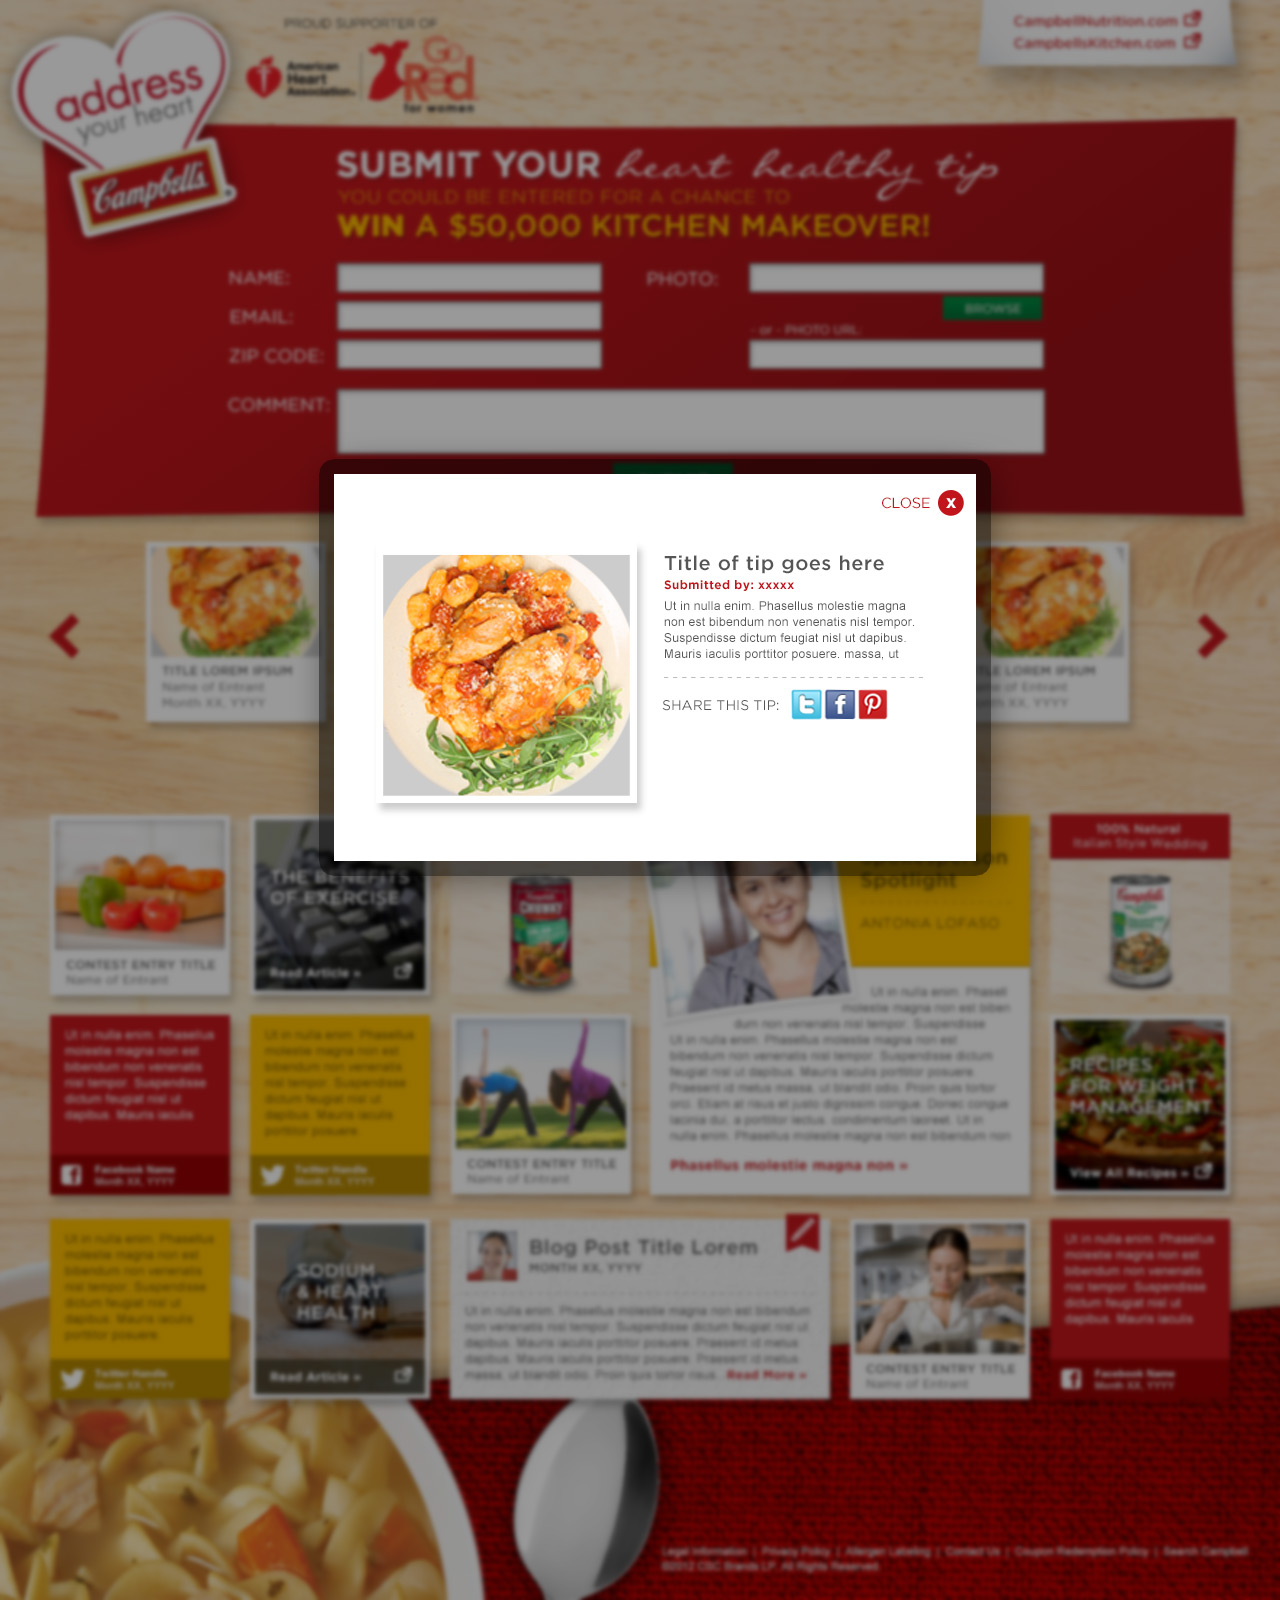 PROUD SUPPORTER OF
American
Heart
Association®
Go
Red
for women
CampbellNutrition.com
CampbellsKitchen.com
address
your heart
Campbell's
SUBMIT YOUR heart healthy tip
YOU COULD BE ENTERED FOR A CHANCE TO
WIN A $50,000 KITCHEN MAKEOVER!
NAME:
PHOTO:
EMAIL:
BROWSE
- or - PHOTO URL:
ZIP CODE:
COMMENT:
CLOSE X
Title of tip goes here
Submitted by: xxxxx
Ut in nulla enim. Phasellus molestie magna
non est bibendum non venenatis nisl tempor.
Suspendisse dictum feugiat nisl ut dapibus.
Mauris iaculis porttitor posuere. massa, ut
SHARE THIS TIP:
TITLE LOREM IPSUM
Name of Entrant
Month XX, YYYY
LE LOREM IPSUM
me of Entrant
nth XX, YYYY
CONTEST ENTRY TITLE
Name of Entrant
THE BENEFITS
OF EXERCISE
Read Article »
CHUNKY
Spotlight
ANTONIA LOFASO
Ut in nulla enim. Phasell
molestie magna non est biben
dum non venenatis nisl tempor. Suspendisse
Ut in nulla enim. Phasellus molestie magna non est
bibendum non venenatis nisl tempor. Suspendisse dictum
feugiat nisl ut dapibus. Mauris iaculis porttitor posuere.
Praesent id metus massa, ut blandit odio. Proin quis tortor
orci. Etiam at risus et justo dignissim congue. Donec congue
lacinia dui, a porttitor lectus condimentum laoreet. Ut in
nulla enim. Phasellus molestie magna non est bibendum non
Phasellus molestie magna non »
100% Natural
Italian Style Wedding
Campbell's
Ut in nulla enim. Phasellus
molestie magna non est
bibendum non venenatis
nisl tempor. Suspendisse
dictum feugiat nisl ut
dapibus. Mauris iaculis
Facebook Name
Month XX, YYYY
Ut in nulla enim. Phasellus
molestie magna non est
bibendum non venenatis
nisl tempor. Suspendisse
dictum feugiat nisl ut
dapibus. Mauris iaculis
porttitor posuere.
Twitter Handle
Month XX, YYYY
CONTEST ENTRY TITLE
Name of Entrant
RECIPES
FOR WEIGHT
MANAGEMENT
View All Recipes »
Ut in nulla enim. Phasellus
molestie magna non est
bibendum non venenatis
nisl tempor. Suspendisse
dictum feugiat nisl ut
dapibus. Mauris iaculis
porttitor posuere.
Twitter Handle
Month XX, YYYY
SODIUM
& HEART
HEALTH
Read Article »
Blog Post Title Lorem
MONTH XX, YYYY
Ut in nulla enim. Phasellus molestie magna non est bibendum
non venenatis nisl tempor. Suspendisse dictum feugiat nisl ut
dapibus. Mauris iaculis porttitor posuere. Praesent id metus
dapibus. Mauris iaculis porttitor posuere. Praesent id metus
massa, ut blandit odio. Proin quis tortor risus... Read More »
CONTEST ENTRY TITLE
Name of Entrant
Ut in nulla enim. Phasellus
molestie magna non est
bibendum non venenatis
nisl tempor. Suspendisse
dictum feugiat nisl ut
dapibus. Mauris iaculis
Facebook Name
Month XX, YYYY
Legal Information | Privacy Policy | Allergen Labeling | Contact Us | Coupon Redemption Policy | Search Campbell
©2012 CSC Brands LP. All Rights Reserved.